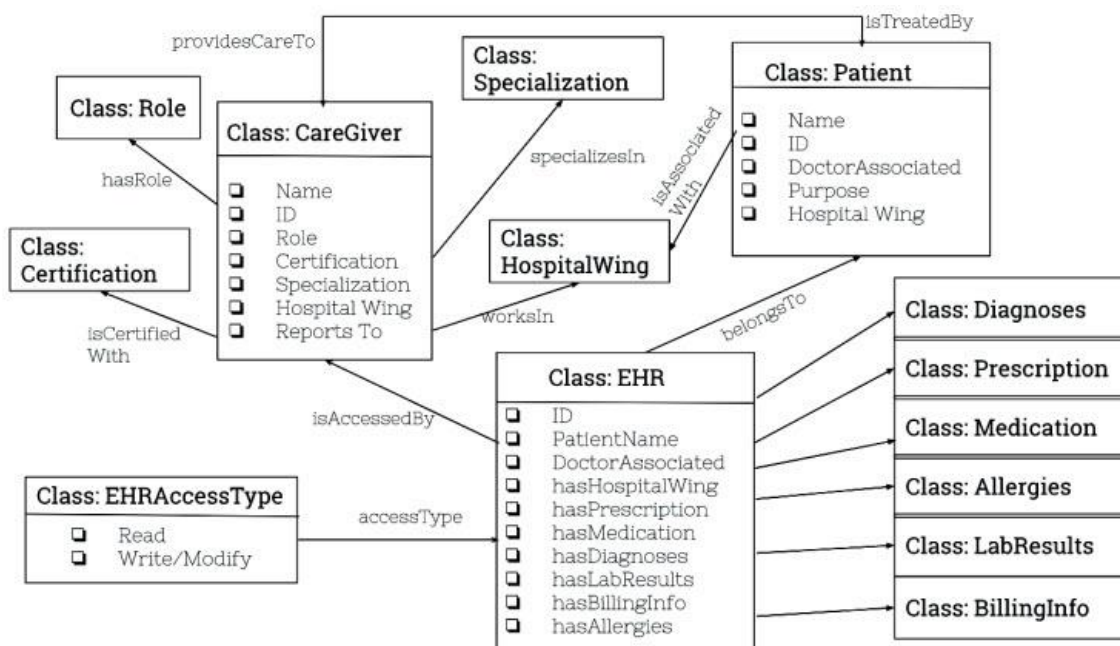 providesCareTo
isTreatedBy
Class:
Specialization
Class: Patient
Name
ID
DoctorAssociated
Purpose
Hospital Wing
Class: Role
hasRole
Class: CareGiver
Name
ID
Role
Certification
Specialization
Hospital Wing
Reports To
specializesIn
isAssociated
With
Class:
Certification
isCertified
With
Class:
HospitalWing
worksIn
belongsTo
isAccessedBy
Class: EHR
ID
PatientName
DoctorAssociated
hasHospitalWing
hasPrescription
hasMedication
hasDiagnoses
hasLabResults
hasBillingInfo
hasAllergies
Class: EHRAccessType
Read
Write/Modify
accessType
Class: Diagnoses
Class: Prescription
Class: Medication
Class: Allergies
Class: LabResults
Class: BillingInfo